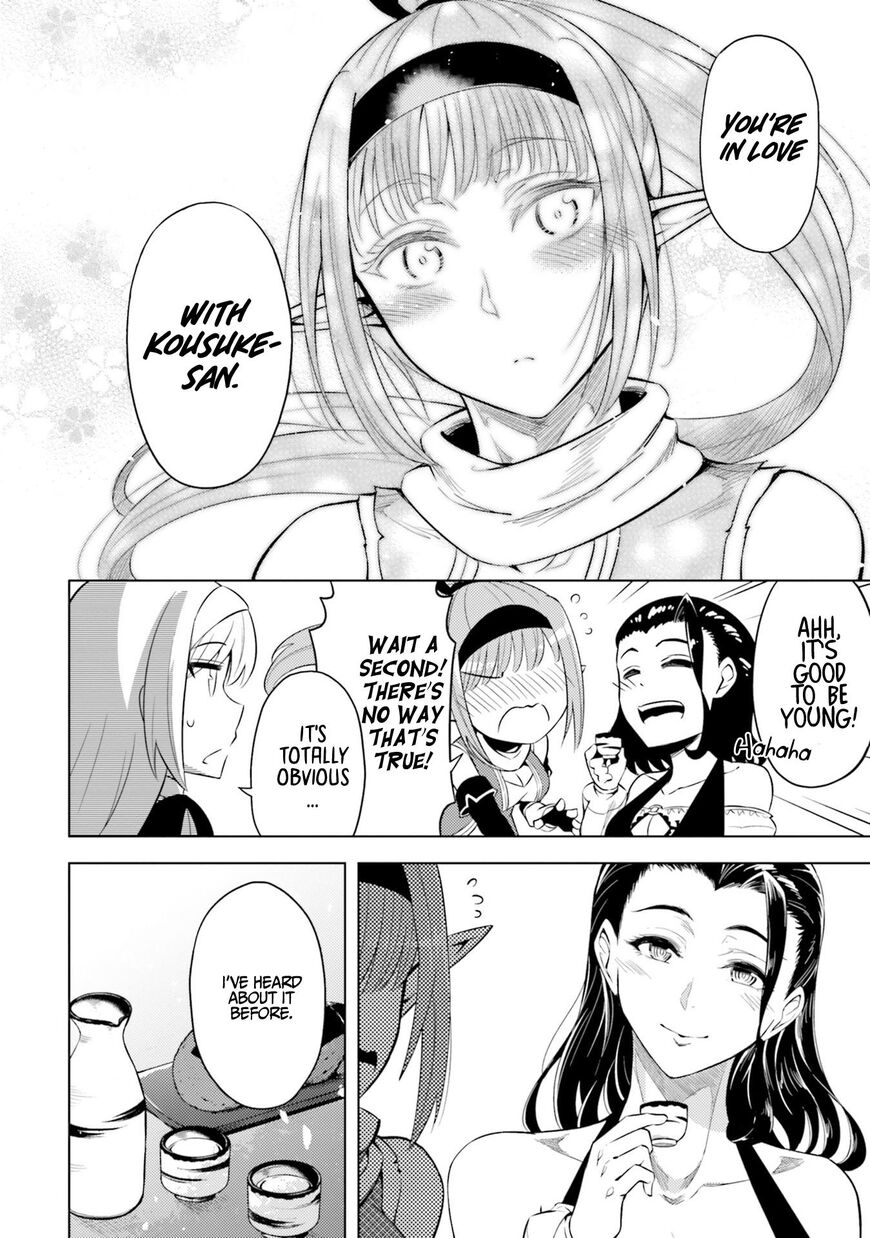 YOU'RE
IN LOVE
WITH
KOUSUKE-
SAN.
AHH,
IT'S
GOOD
TO BE
YOUNG!
Hahaha
WAIT A
SECOND!
THERE'S
NO WAY
THAT'S
TRUE!
IT'S
TOTALLY
OBVIOUS
...
I'VE HEARD
ABOUT IT
BEFORE.